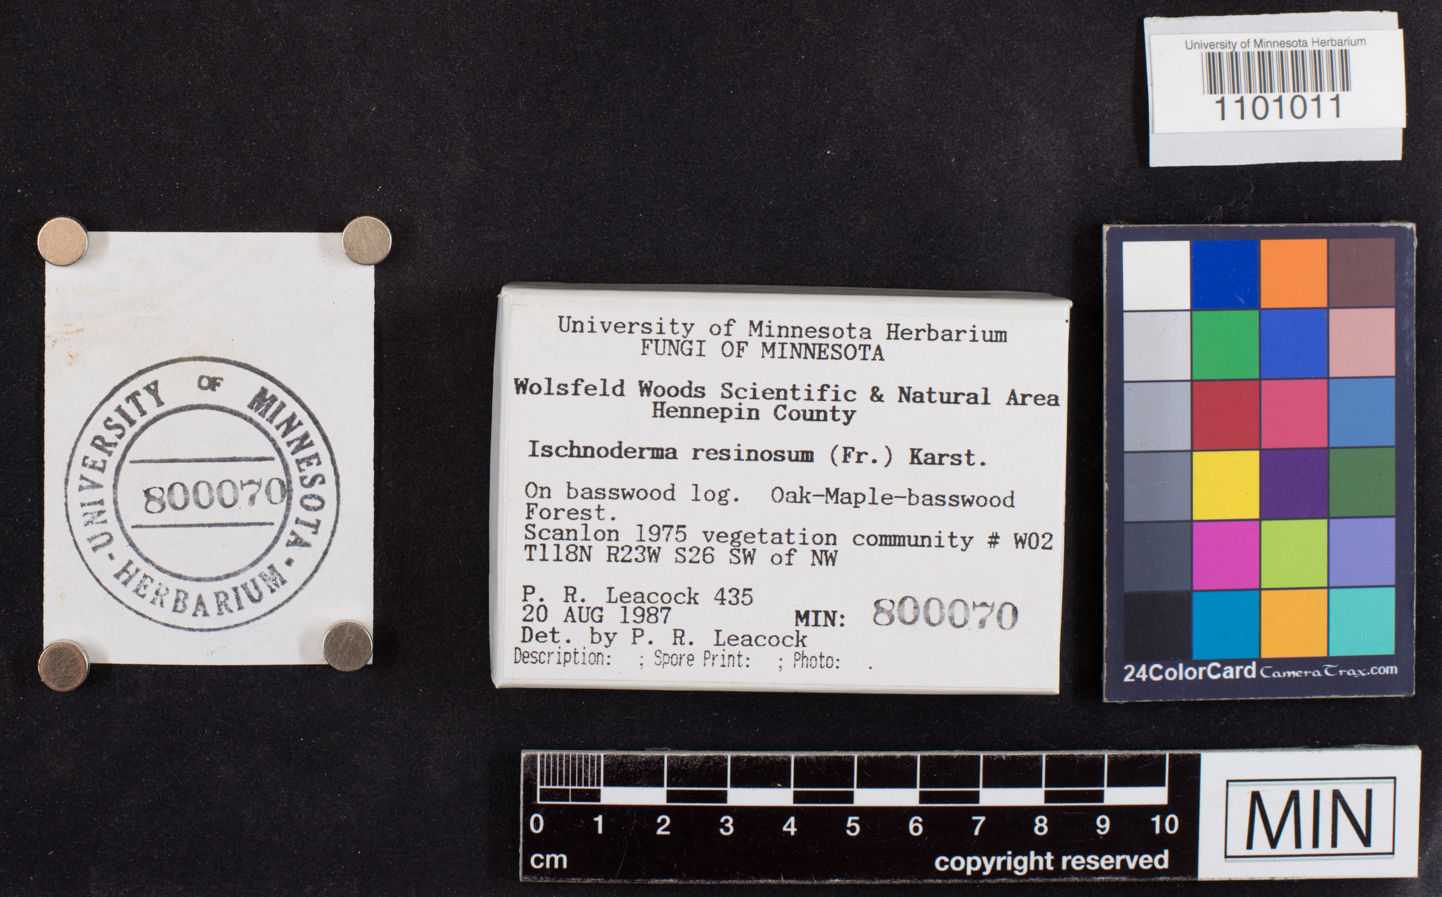 University of Minnesota Herbarium
1101011
UNIVERSITY OF MINNESOTA
800070
- HERBARIUM -
University of Minnesota Herbarium
FUNGI OF MINNESOTA
Wolsfeld Woods Scientific & Natural Area
Hennepin County
Ischnoderma resinosum (Fr.) Karst.
On basswood log. Oak-Maple-basswood
Forest.
Scanlon 1975 vegetation community # W02
T118N R23W S26 SW of NW
P. R. Leacock 435
20 AUG 1987 MIN: 800070
Det. by P. R. Leacock
Description: ; Spore Print: ; Photo: .
24ColorCard CameraTrax.com
0 1 2 3 4 5 6 7 8 9 10
cm copyright reserved
MIN